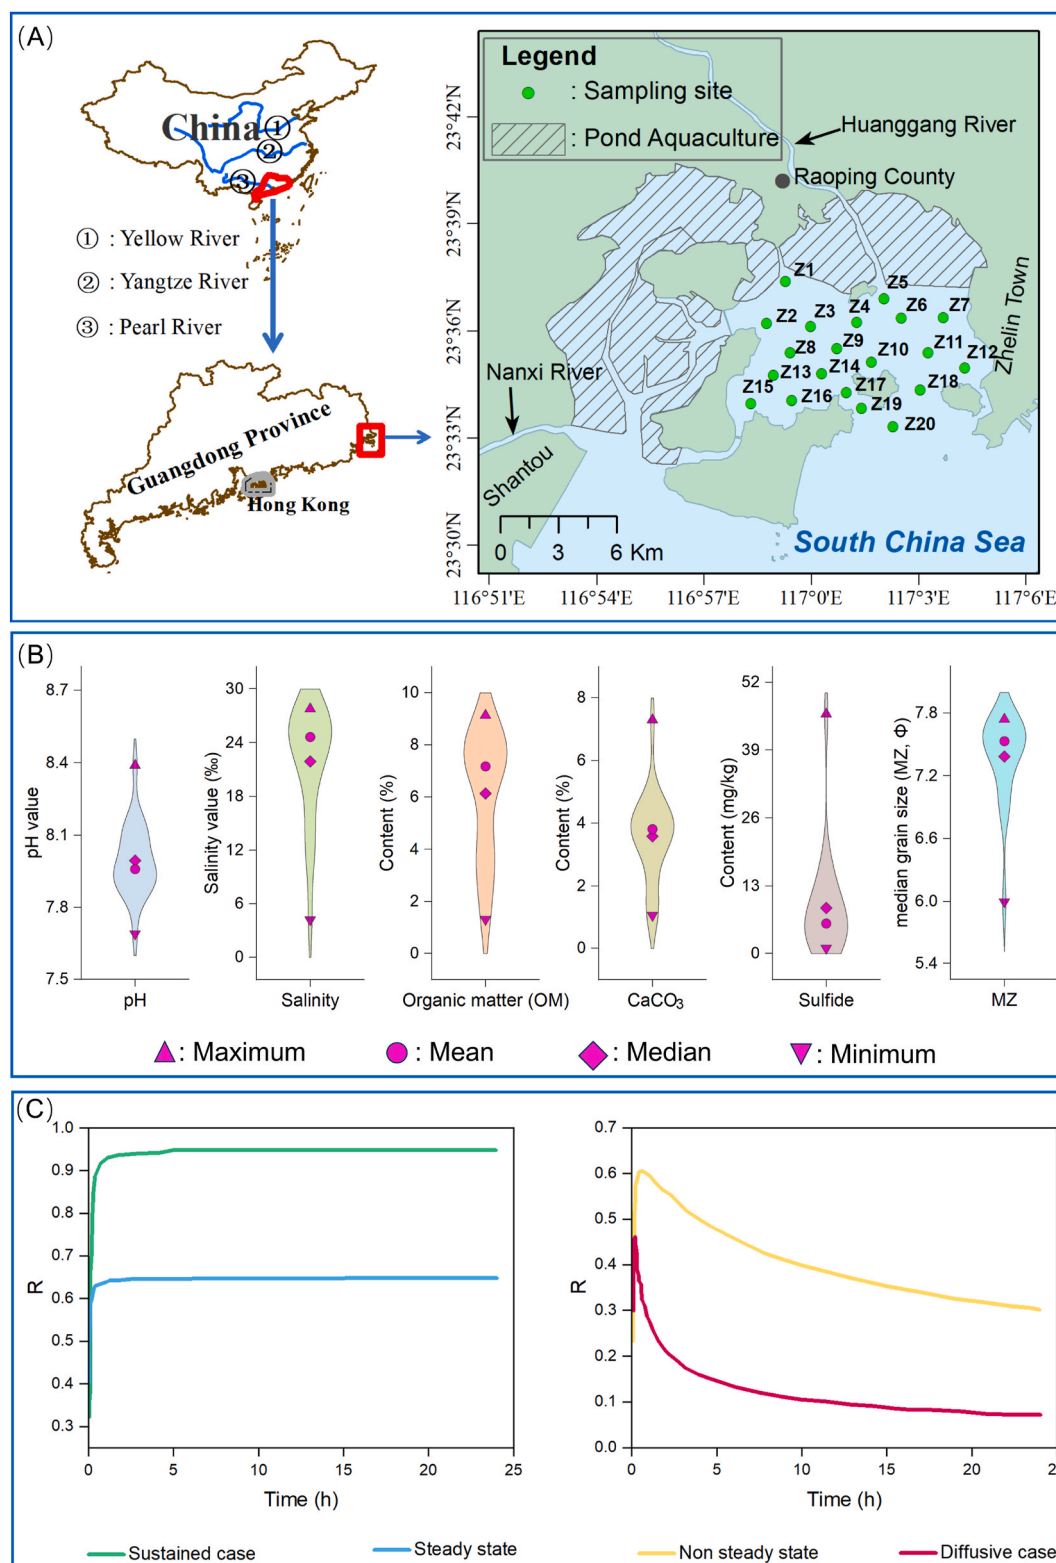 (A)
China
①
②
③
① : Yellow River
② : Yangtze River
③ : Pearl River
Guangdong Province
Hong Kong
Legend
: Sampling site
: Pond Aquaculture
Huanggang River
Raoping County
Zhelin Town
Nanxi River
Shantou
South China Sea
Z1
Z2
Z3
Z4
Z5
Z6
Z7
Z8
Z9
Z10
Z11
Z12
Z13
Z14
Z15
Z16
Z17
Z18
Z19
Z20
0 3 6 Km
23°42'N
23°39'N
23°36'N
23°33'N
23°30'N
116°51'E 116°54'E 116°57'E 117°0'E 117°3'E 117°6'E
(B)
pH value
8.7
8.4
8.1
7.8
7.5
pH
Salinity value (‰)
30
24
18
12
6
0
Salinity
Content (%)
10
8
6
4
2
0
Organic matter (OM)
Content (%)
8
6
4
2
0
CaCO₃
Content (mg/kg)
52
39
26
13
0
Sulfide
median grain size (MZ, Φ)
7.8
7.2
6.6
6.0
5.4
MZ
: Maximum : Mean : Median : Minimum
(C)
R
1.0
0.9
0.8
0.7
0.6
0.5
0.4
0.3
0 5 10 15 20 25
Time (h)
R
0.7
0.6
0.5
0.4
0.3
0.2
0.1
0.0
0 5 10 15 20
Time (h)
Sustained case Steady state Non steady state Diffusive case